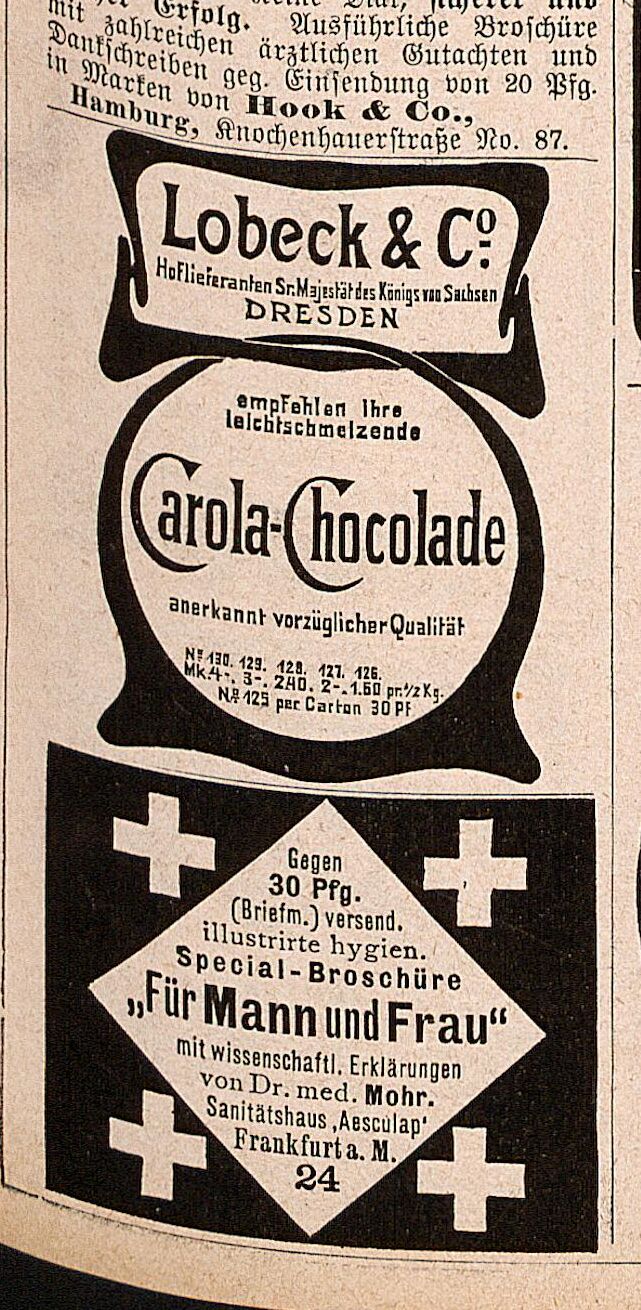 Erfolg. Ausführliche Broschüre
mit zahlreichen ärztlichen Gutachten und
Dankschreiben geg. Einsendung von 20 Pfg.
in Marken von Hook & Co.,
Hamburg, Knochenhauerstraße No. 87.
Lobeck & Co.
Hoflieferanten Sr. Majestät des Königs von Sachsen
DRESDEN
empfehlen Ihre
leichtschmelzende
Carola-Chocolade
anerkannt vorzüglicher Qualität
No 130. 129. 128. 127. 126.
Mk. 4-. 3-. 2.40. 2-. 1.60 pr. 1/2 Kg.
No 125 per Carton 30 Pf
Gegen
30 Pfg.
(Briefm.) versend.
illustrirte hygien.
Special-Broschüre
„Für Mann und Frau“
mit wissenschaftl. Erklärungen
von Dr. med. Mohr.
Sanitätshaus ‚Aesculap‘
Frankfurt a. M.
24